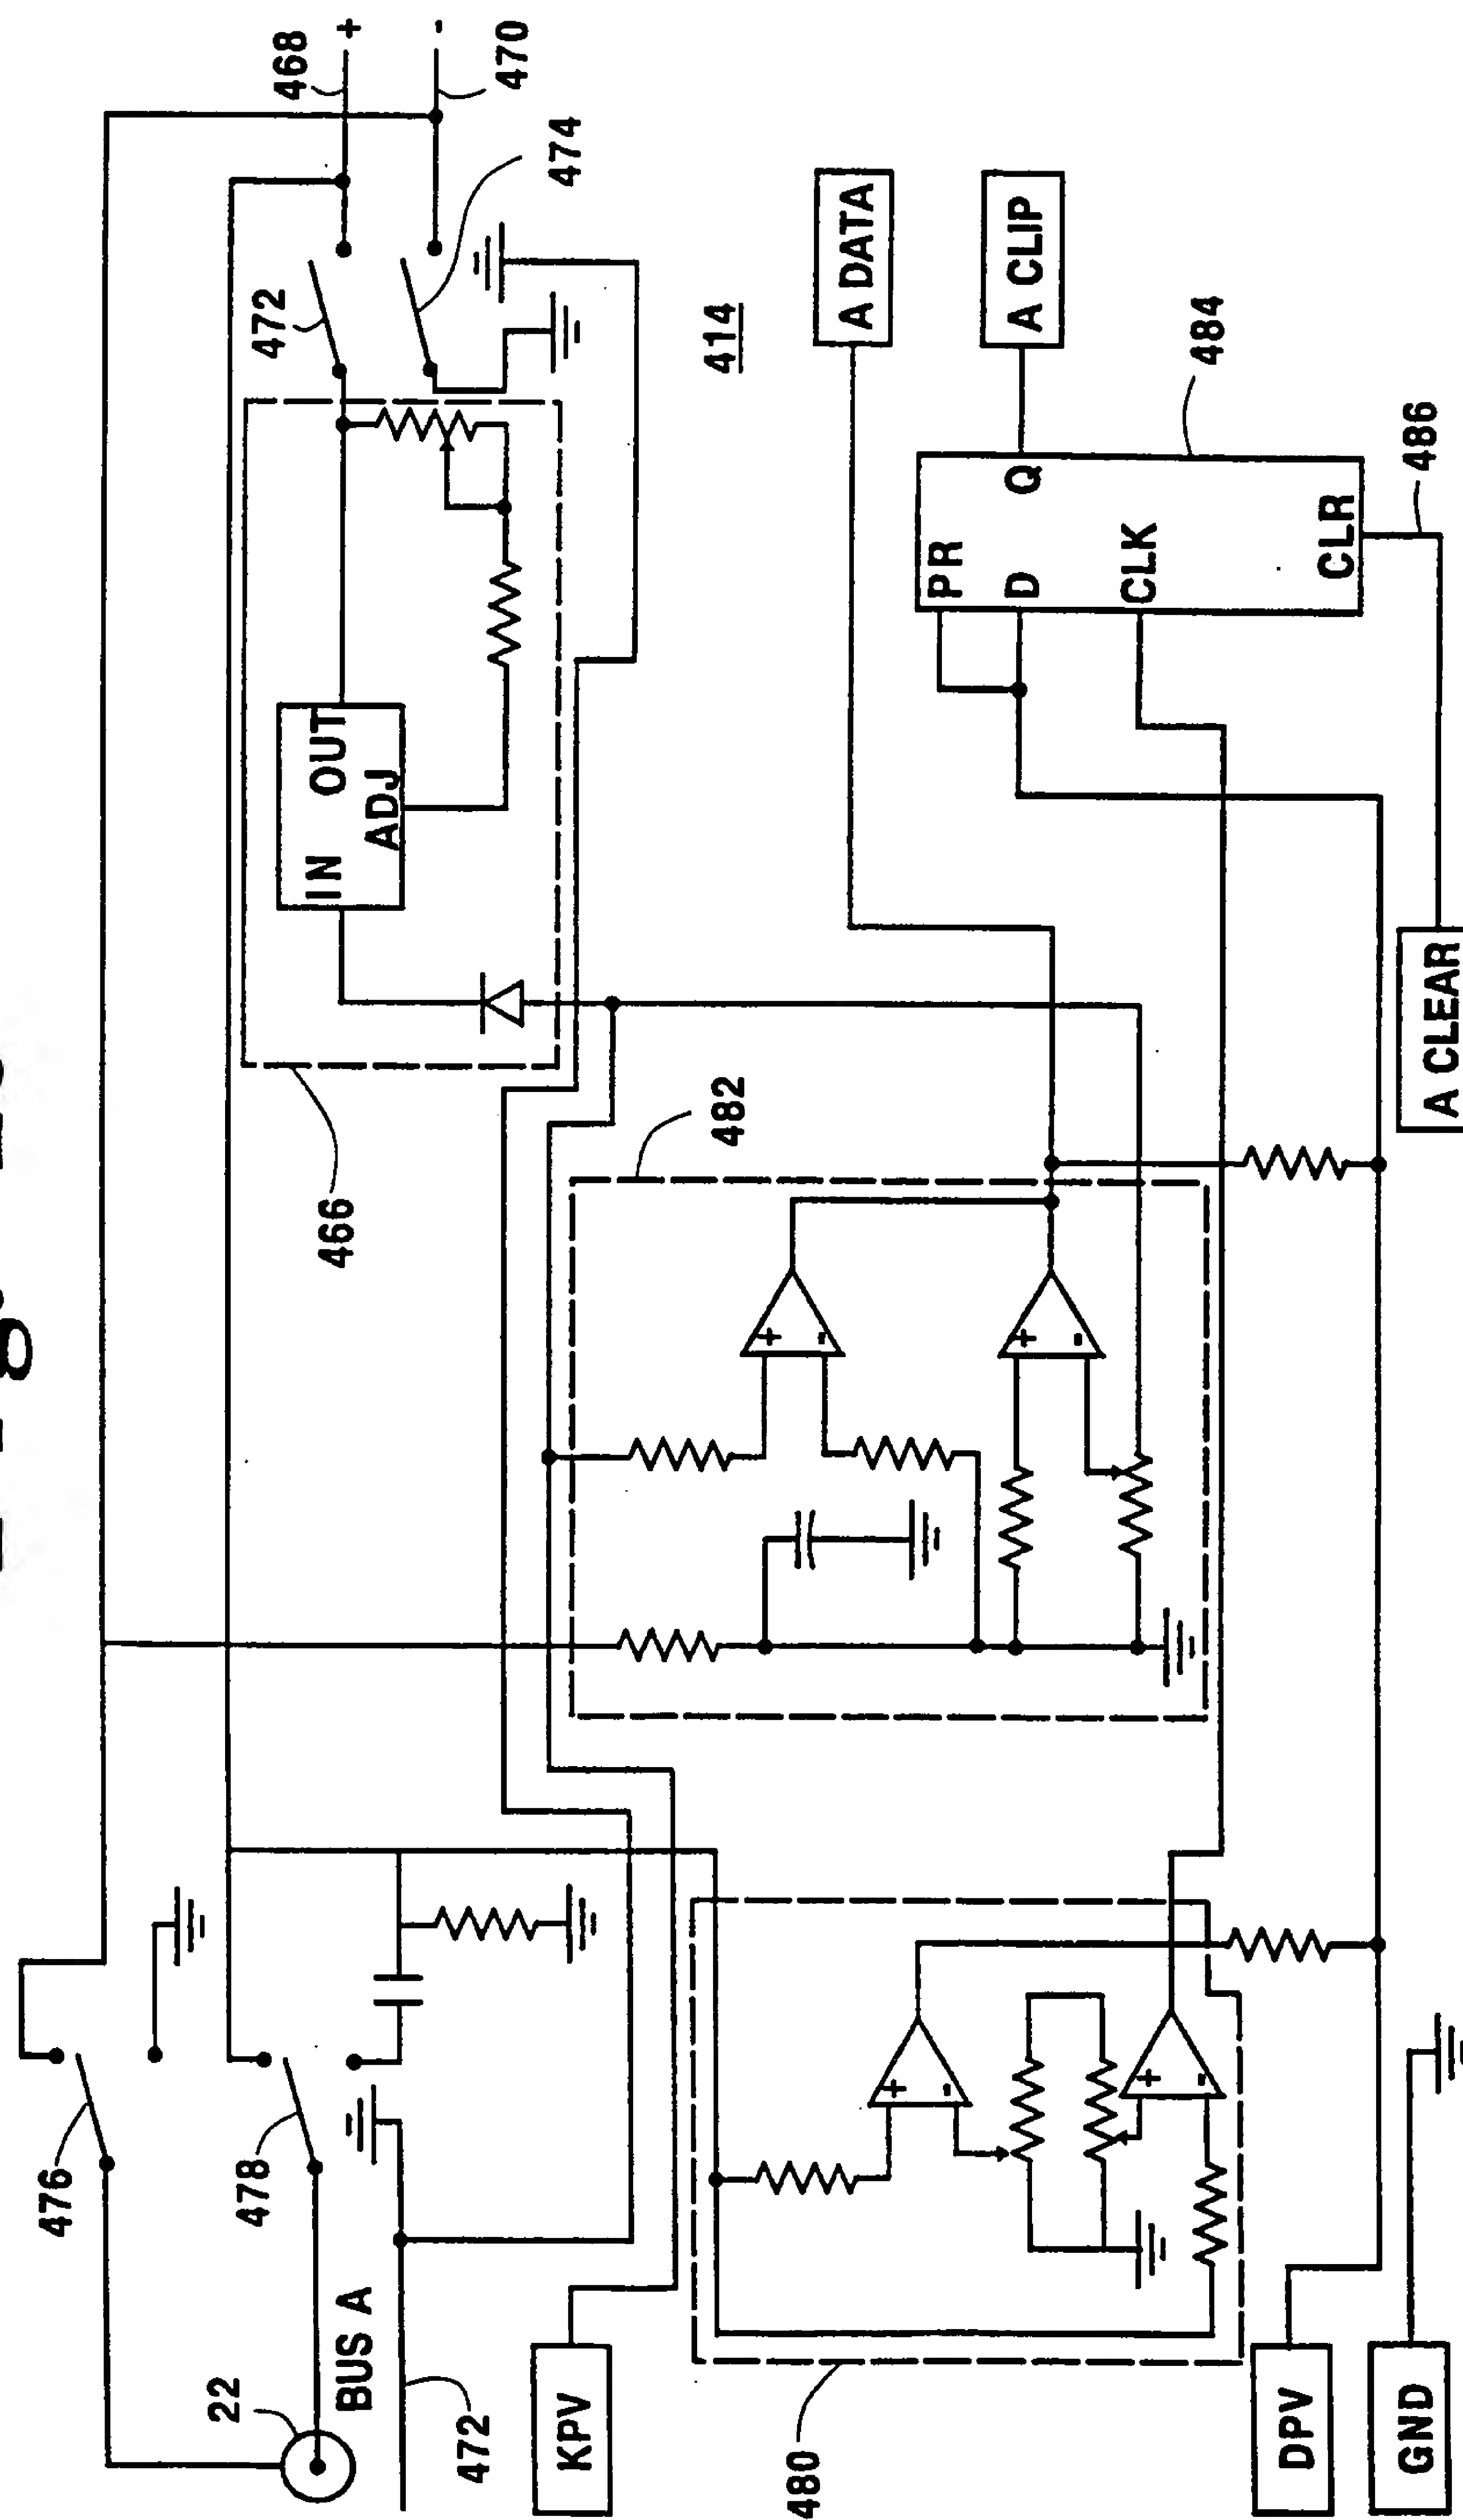 468
+
-
470
472
474
IN
OUT
ADJ
466
414
A DATA
A CLIP
484
PR
D
Q
CLK
CLR
486
A CLEAR
482
+
-
+
-
476
478
22
BUS A
472
KPV
480
+
-
+
-
DPV
GND